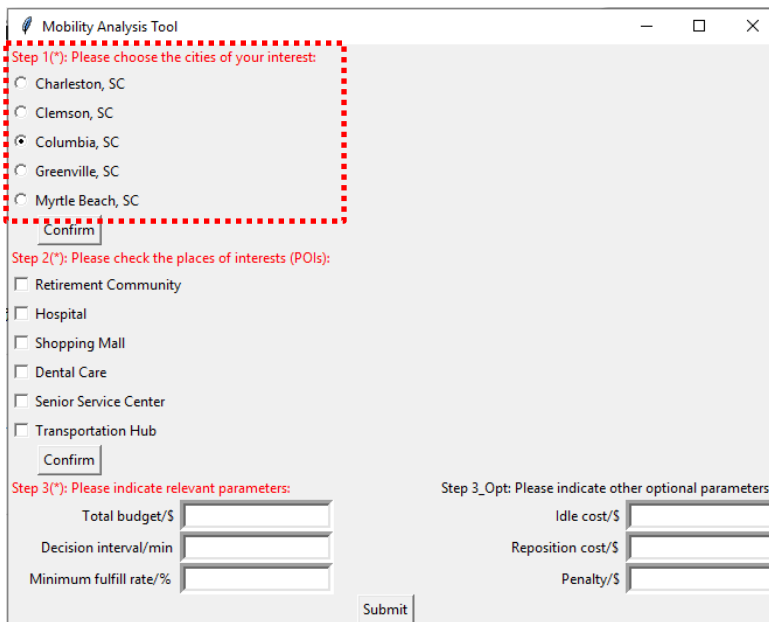 Mobility Analysis Tool
Step 1(*): Please choose the cities of your interest:
Charleston, SC
Clemson, SC
Columbia, SC
Greenville, SC
Myrtle Beach, SC
Confirm
Step 2(*): Please check the places of interests (POIs):
Retirement Community
Hospital
Shopping Mall
Dental Care
Senior Service Center
Transportation Hub
Confirm
Step 3(*): Please indicate relevant parameters: Step 3_Opt: Please indicate other optional parameters
Total budget/$ Idle cost/$
Decision interval/min Reposition cost/$
Minimum fulfill rate/% Penalty/$
Submit